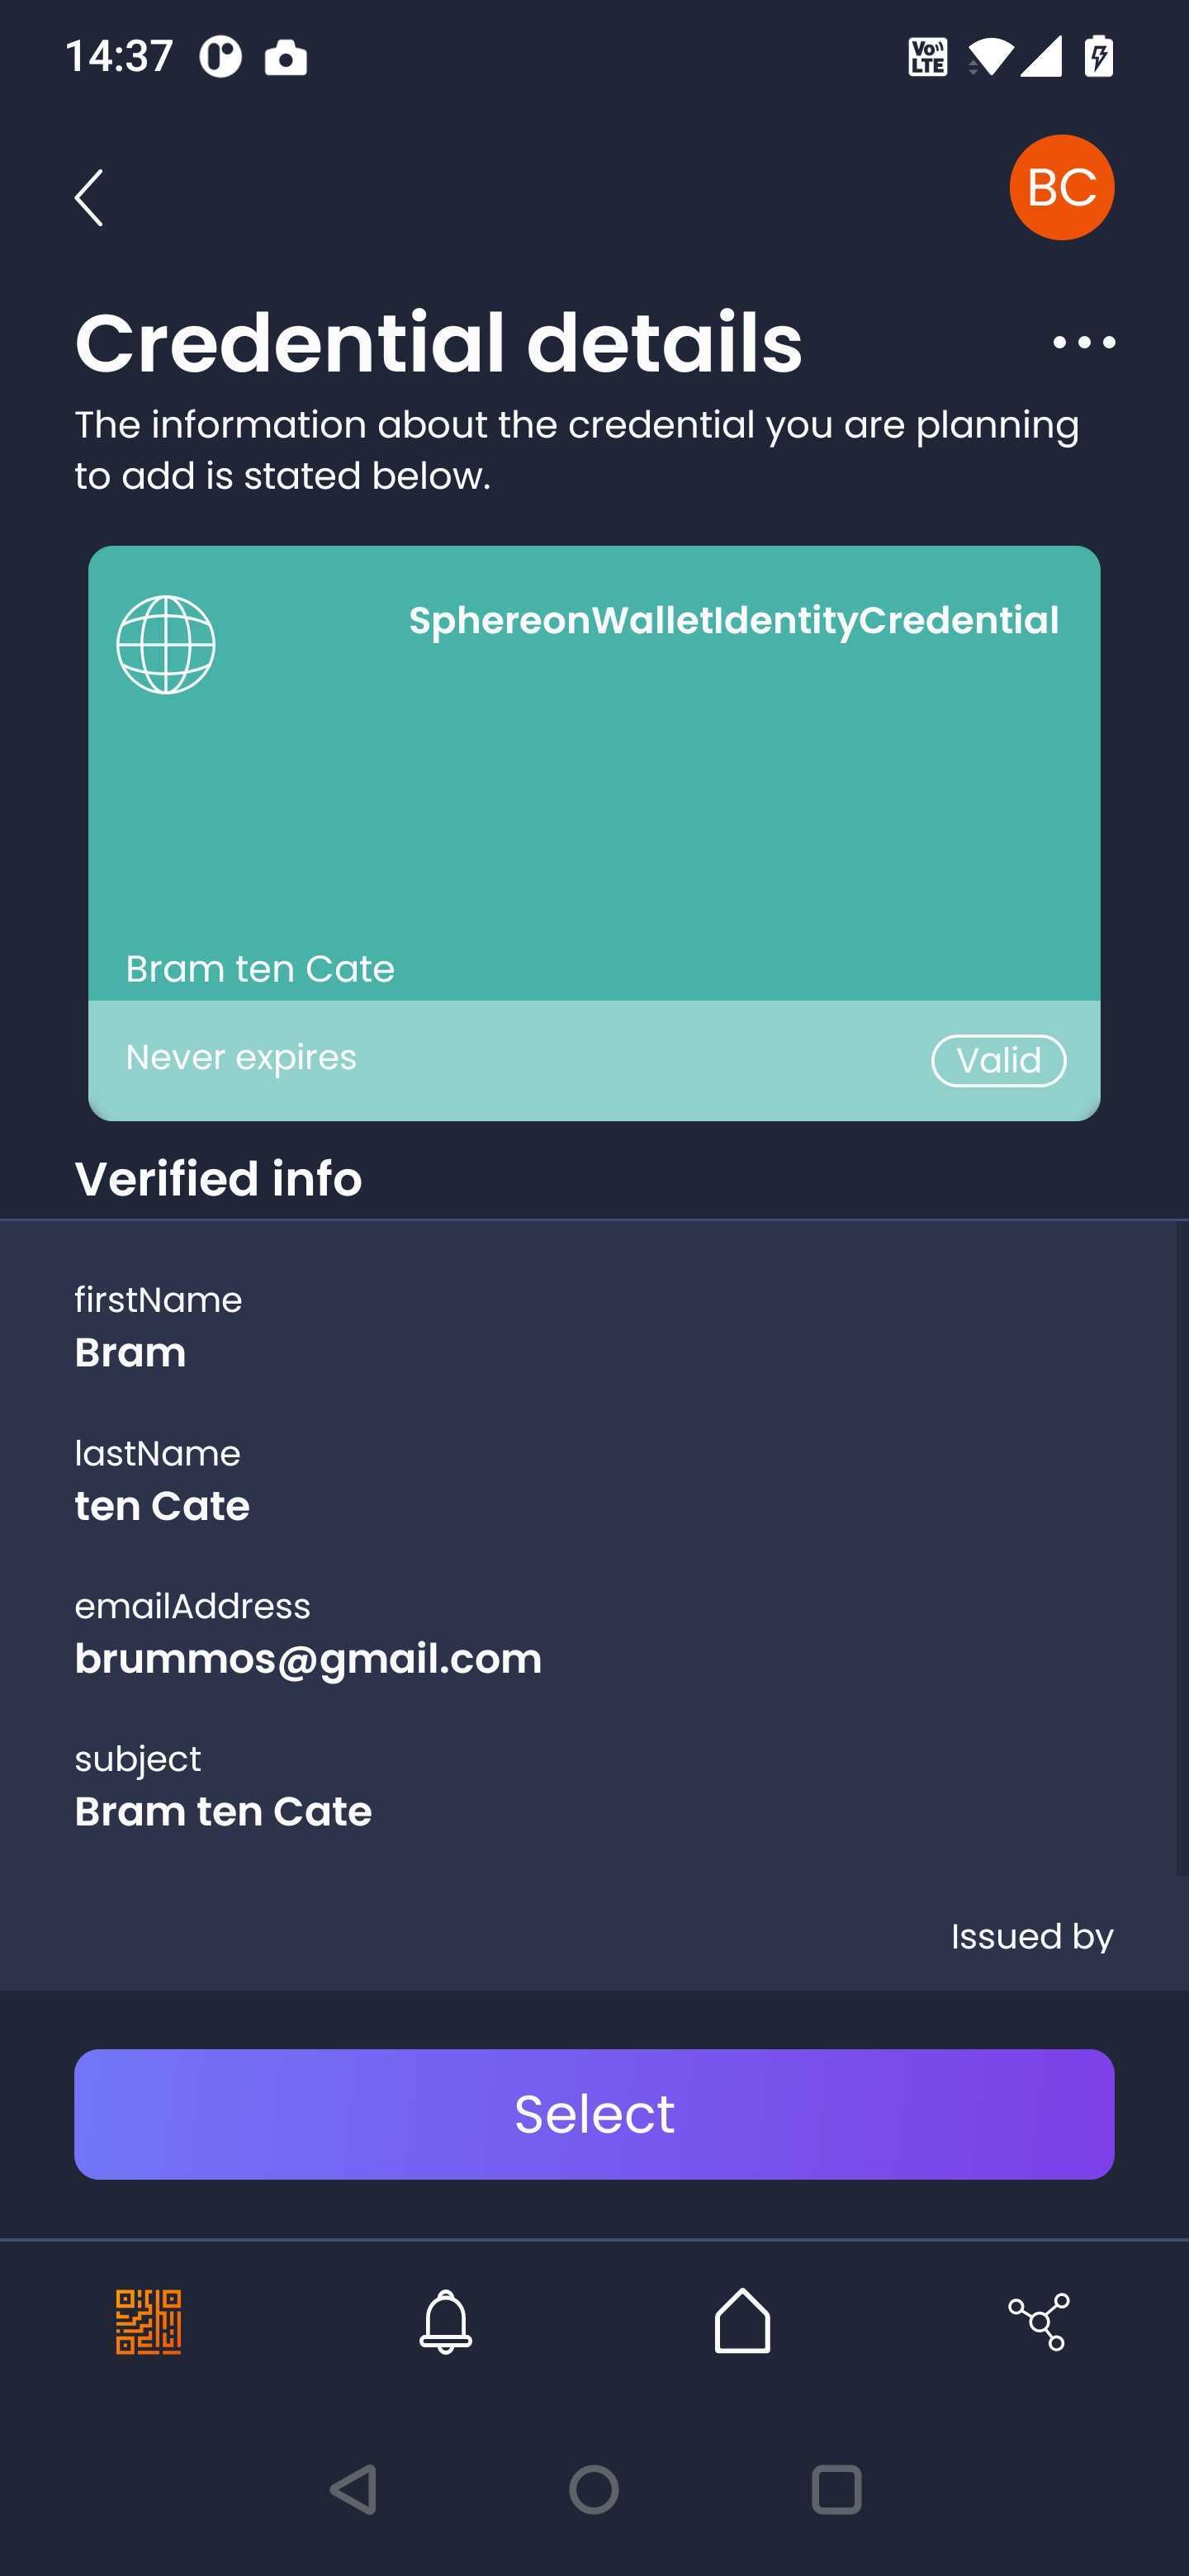 14:37
Vo LTE
BC
Credential details
The information about the credential you are planning
to add is stated below.
SphereonWalletIdentityCredential
Bram ten Cate
Never expires
Valid
Verified info
firstName
Bram
lastName
ten Cate
emailAddress
brummos@gmail.com
subject
Bram ten Cate
Issued by
Select